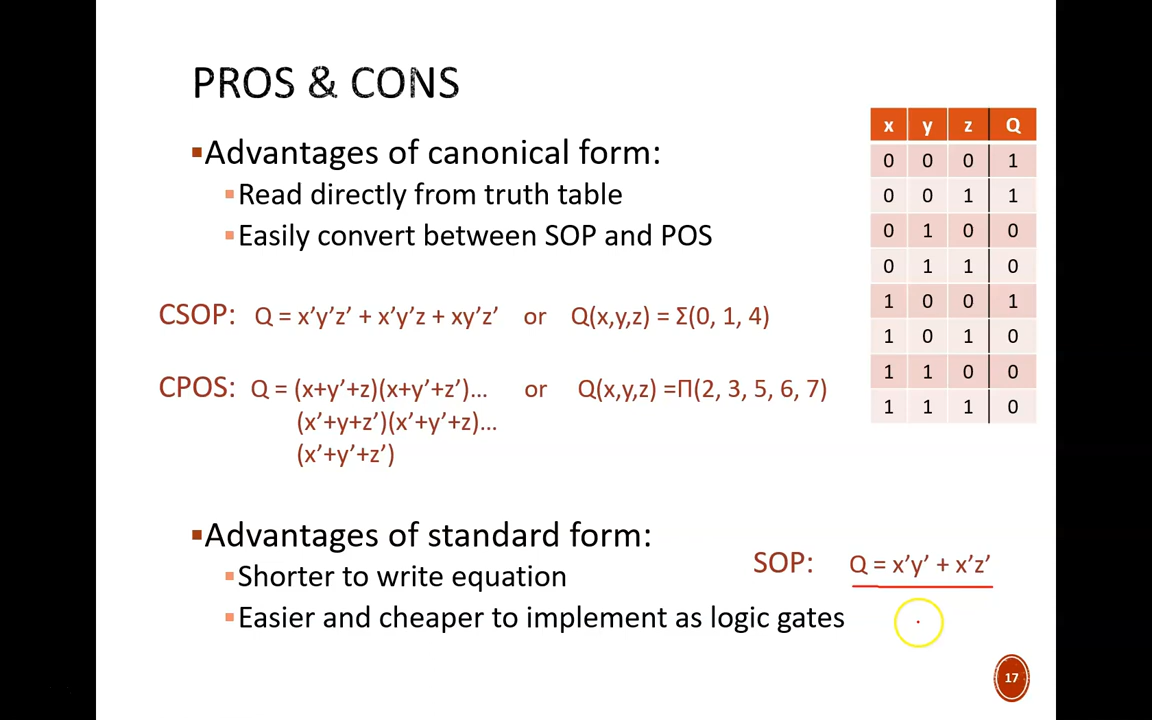 PROS & CONS
▪Advantages of canonical form:
▪Read directly from truth table
▪Easily convert between SOP and POS
CSOP: Q = x’y’z’ + x’y’z + xy’z’ or Q(x,y,z) = Σ(0, 1, 4)
CPOS: Q = (x+y’+z)(x+y’+z’)… or Q(x,y,z) =Π(2, 3, 5, 6, 7)
(x’+y+z’)(x’+y’+z)…
(x’+y’+z’)
x y z Q
0 0 0 1
0 0 1 1
0 1 0 0
0 1 1 0
1 0 0 1
1 0 1 0
1 1 0 0
1 1 1 0
▪Advantages of standard form:
▪Shorter to write equation
▪Easier and cheaper to implement as logic gates
SOP: Q = x’y’ + x’z’
17